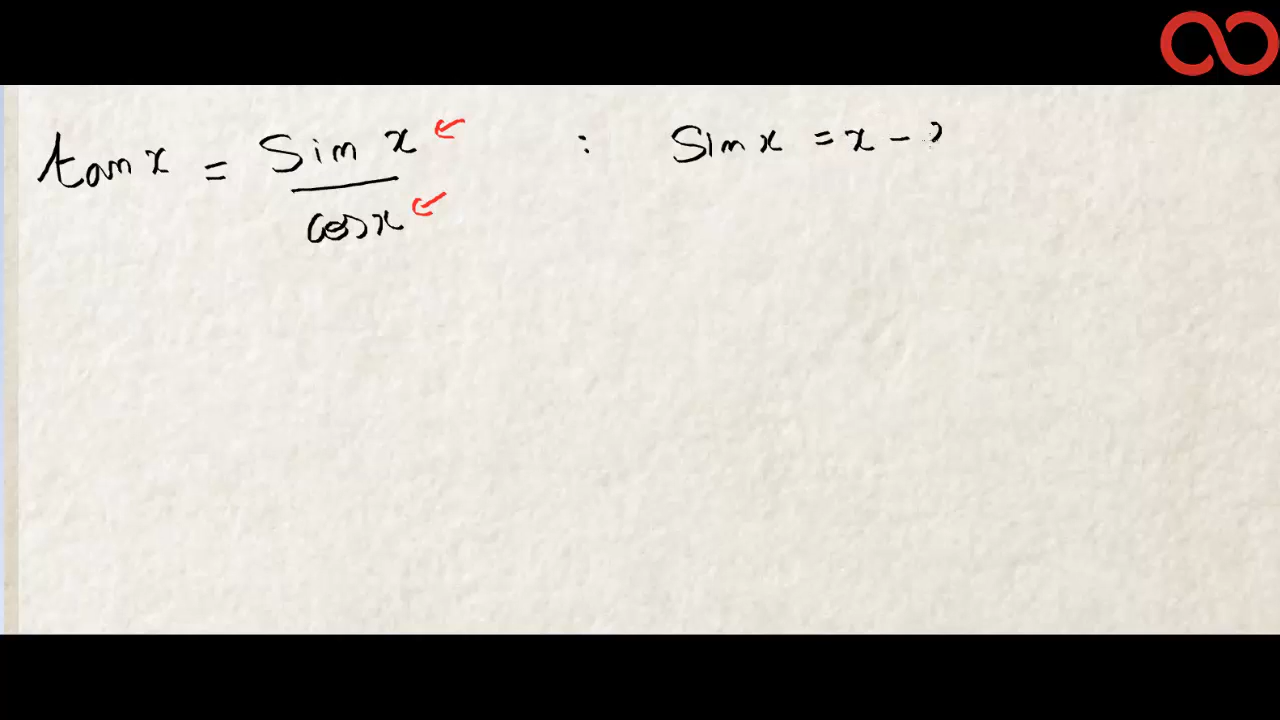 tan x = Sin x / cos x : Sin x = x -